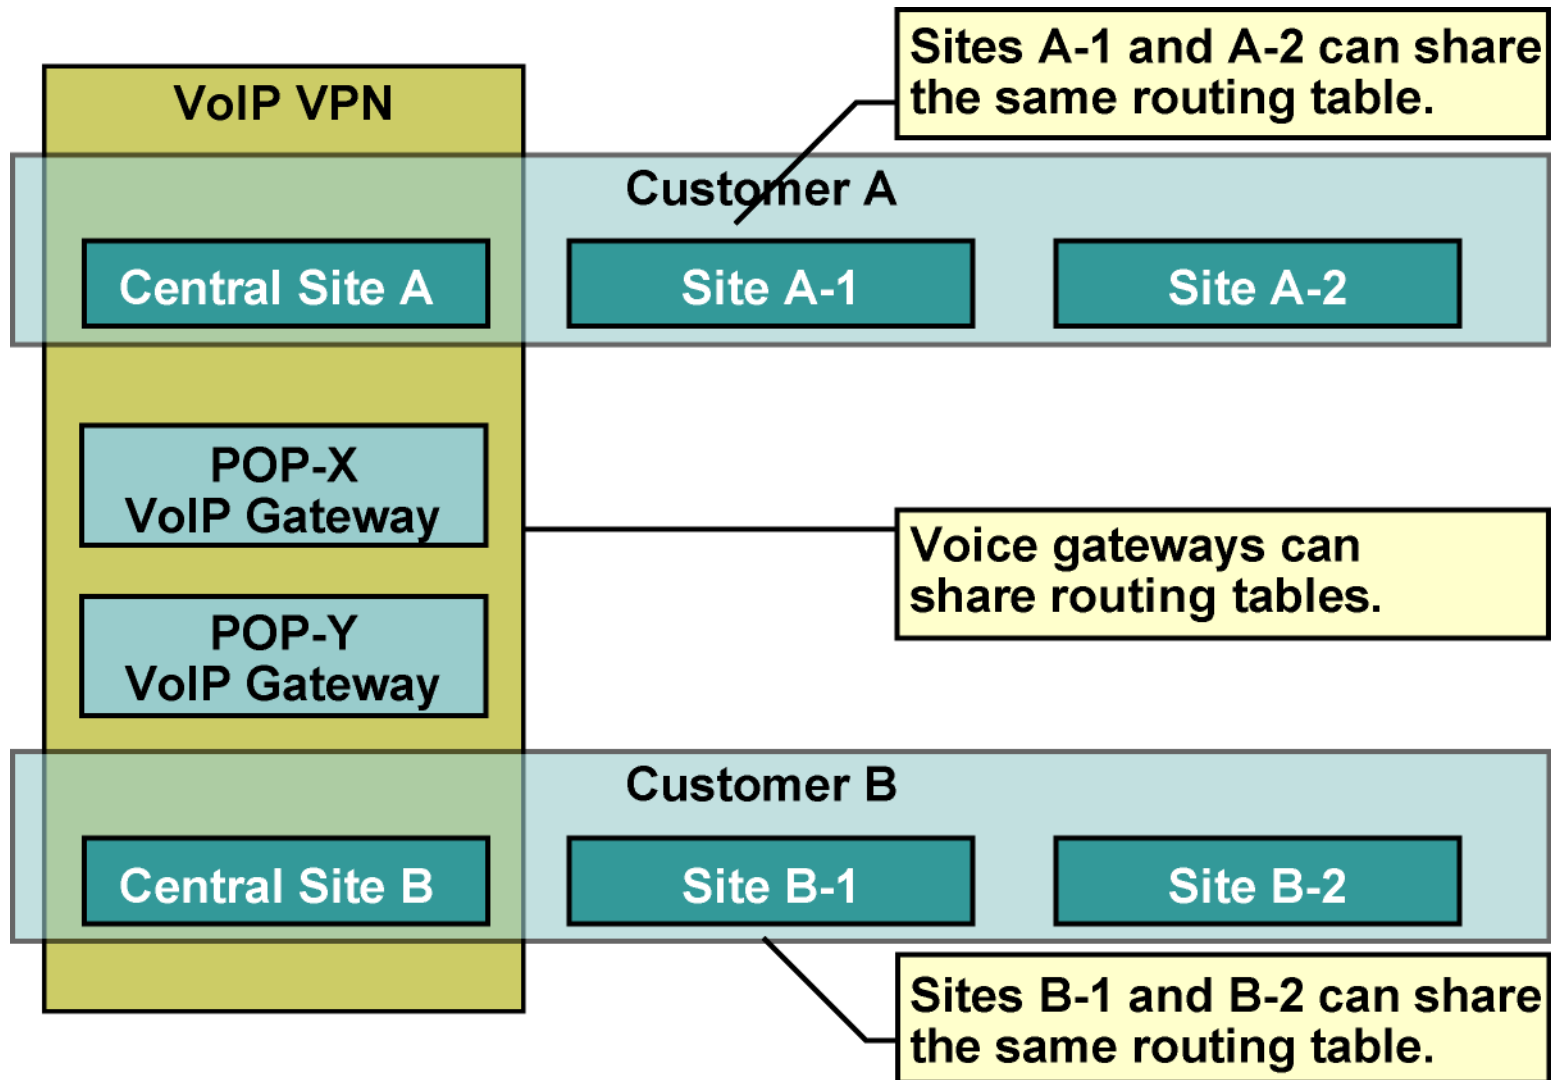 Sites A-1 and A-2 can share
the same routing table.
VoIP VPN
Customer A
Central Site A
Site A-1
Site A-2
POP-X
VoIP Gateway
Voice gateways can
share routing tables.
POP-Y
VoIP Gateway
Customer B
Central Site B
Site B-1
Site B-2
Sites B-1 and B-2 can share
the same routing table.